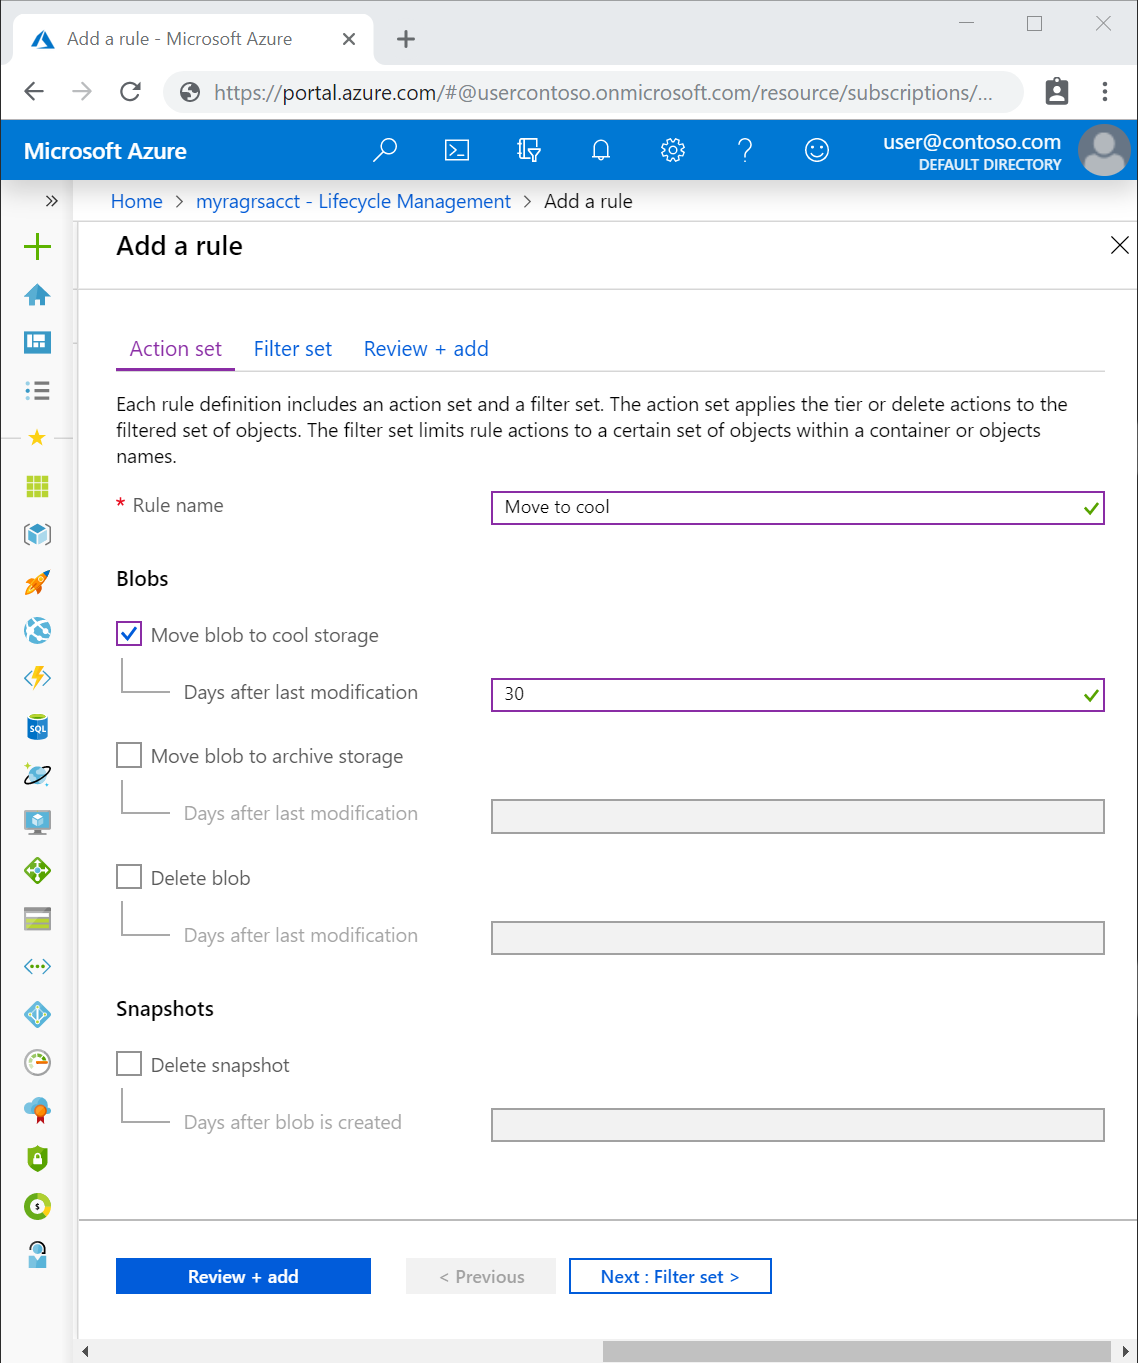 Add a rule - Microsoft Azure
https://portal.azure.com/#@usercontoso.onmicrosoft.com/resource/subscriptions/...
Microsoft Azure
user@contoso.com
DEFAULT DIRECTORY
Home > myragrsacct - Lifecycle Management > Add a rule
Add a rule
Action set Filter set Review + add
Each rule definition includes an action set and a filter set. The action set applies the tier or delete actions to the
filtered set of objects. The filter set limits rule actions to a certain set of objects within a container or objects
names.
* Rule name Move to cool
Blobs
Move blob to cool storage
Days after last modification 30
Move blob to archive storage
Days after last modification
Delete blob
Days after last modification
Snapshots
Delete snapshot
Days after blob is created
Review + add < Previous Next : Filter set >
SQL